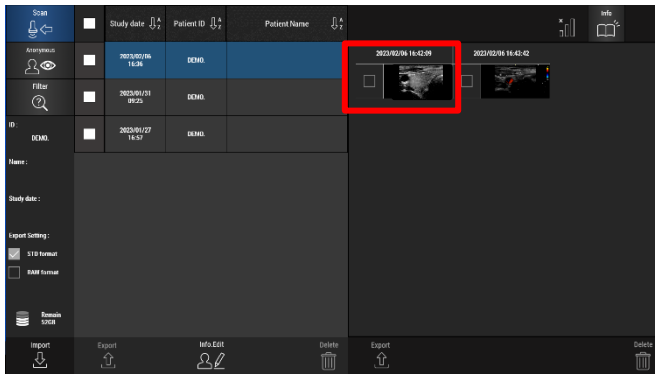 Scan
Study date
Patient ID
Patient Name
Info
Anonymous
Filter
2023/02/06
16:36
DEMO.
2023/01/31
09:25
DEMO.
2023/01/27
16:57
DEMO.
2023/02/06 16:42:09
2023/02/06 16:43:42
ID :
DEMO.
Name :
Study date :
Export Setting :
STD format
RAW format
Remain
52GB
Import
Export
Info.Edit
Delete
Export
Delete